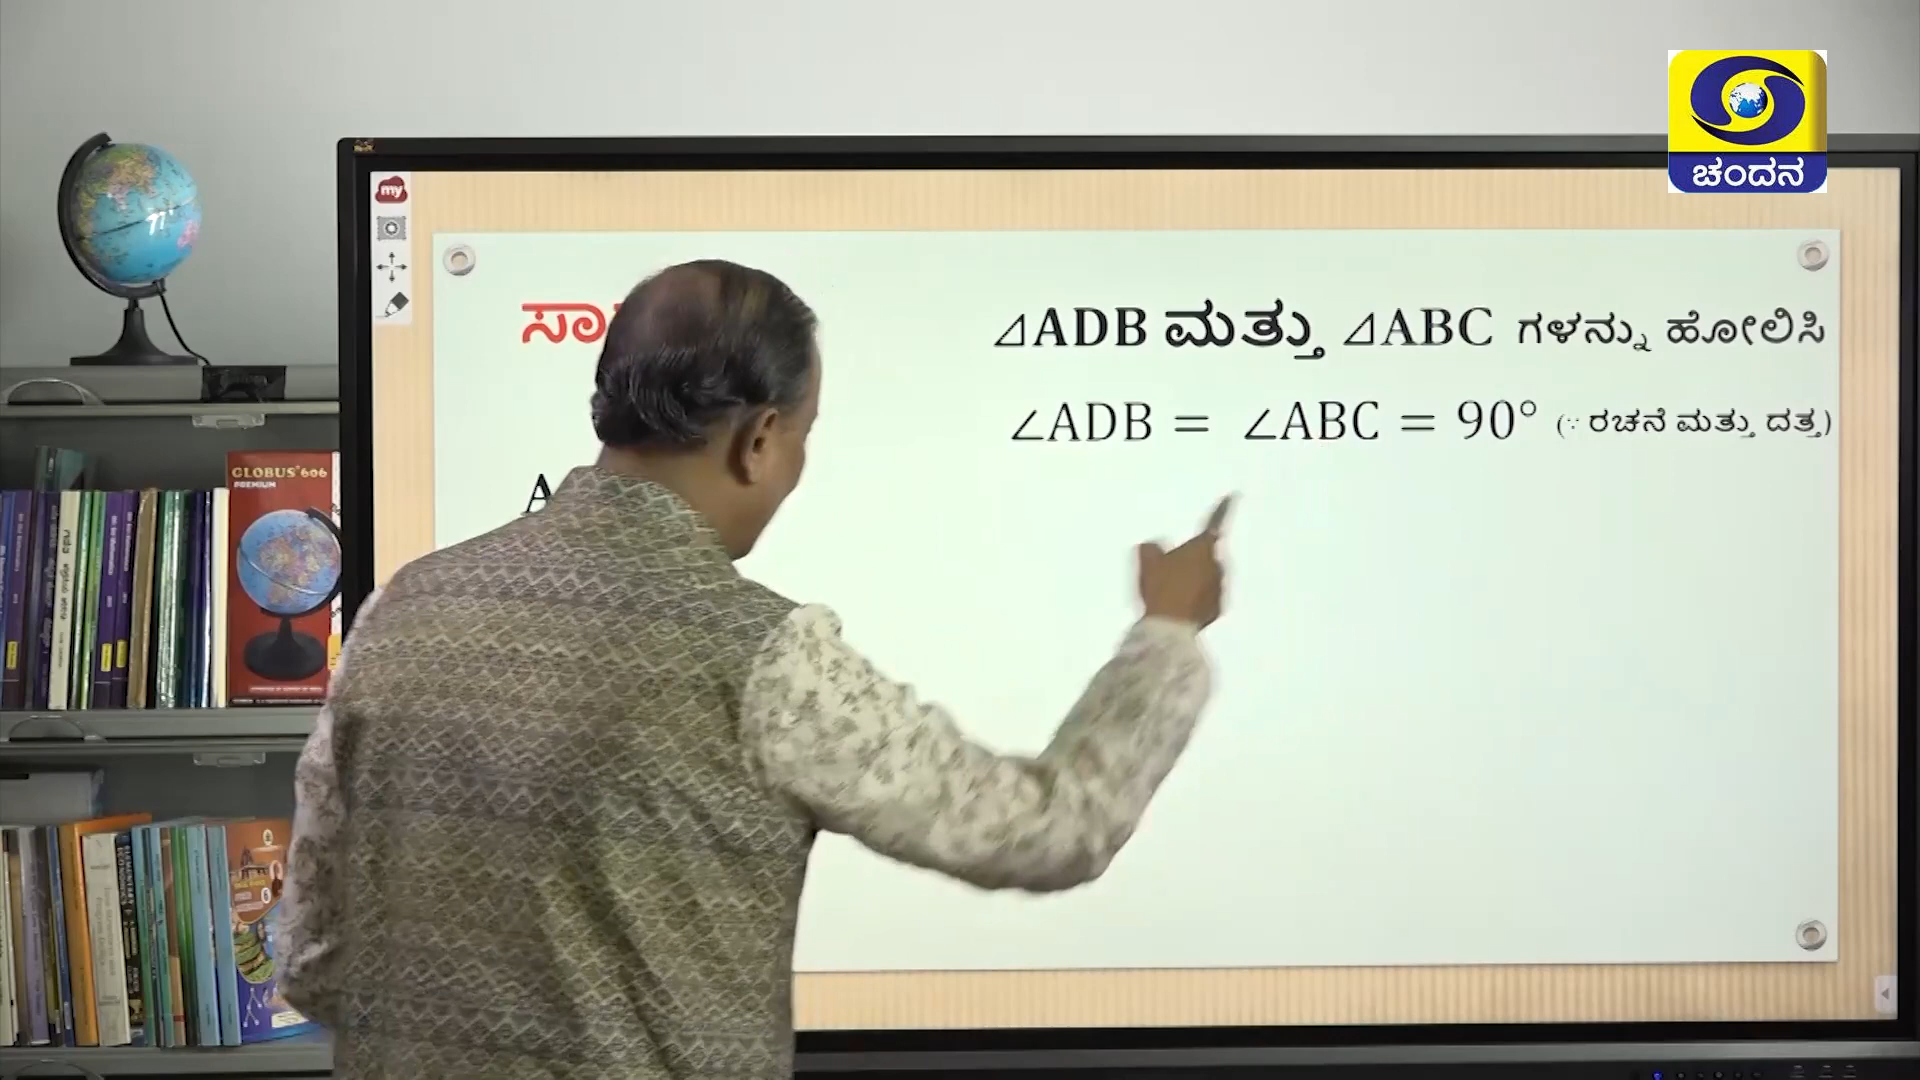 ಚಂದನ
my
⊿ADB ಮತ್ತು ⊿ABC ಗಳನ್ನು ಹೋಲಿಸಿ
∠ADB = ∠ABC = 90° (∵ ರಚನೆ ಮತ್ತು ದತ್ತ)
A
GLOBUS 606
PREMIUM